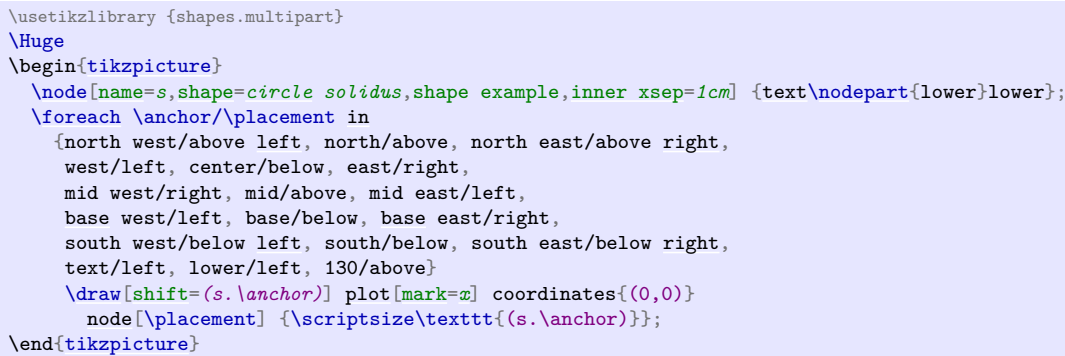 \usetikzlibrary {shapes.multipart}
\Huge
\begin{tikzpicture}
\node[name=s,shape=circle solidus,shape example,inner xsep=1cm] {text\nodepart{lower}lower};
\foreach \anchor/\placement in
{north west/above left, north/above, north east/above right,
west/left, center/below, east/right,
mid west/right, mid/above, mid east/left,
base west/left, base/below, base east/right,
south west/below left, south/below, south east/below right,
text/left, lower/left, 130/above}
\draw[shift=(s.\anchor)] plot[mark=x] coordinates{(0,0)}
node[\placement] {\scriptsize\texttt{(s.\anchor)}};
\end{tikzpicture}